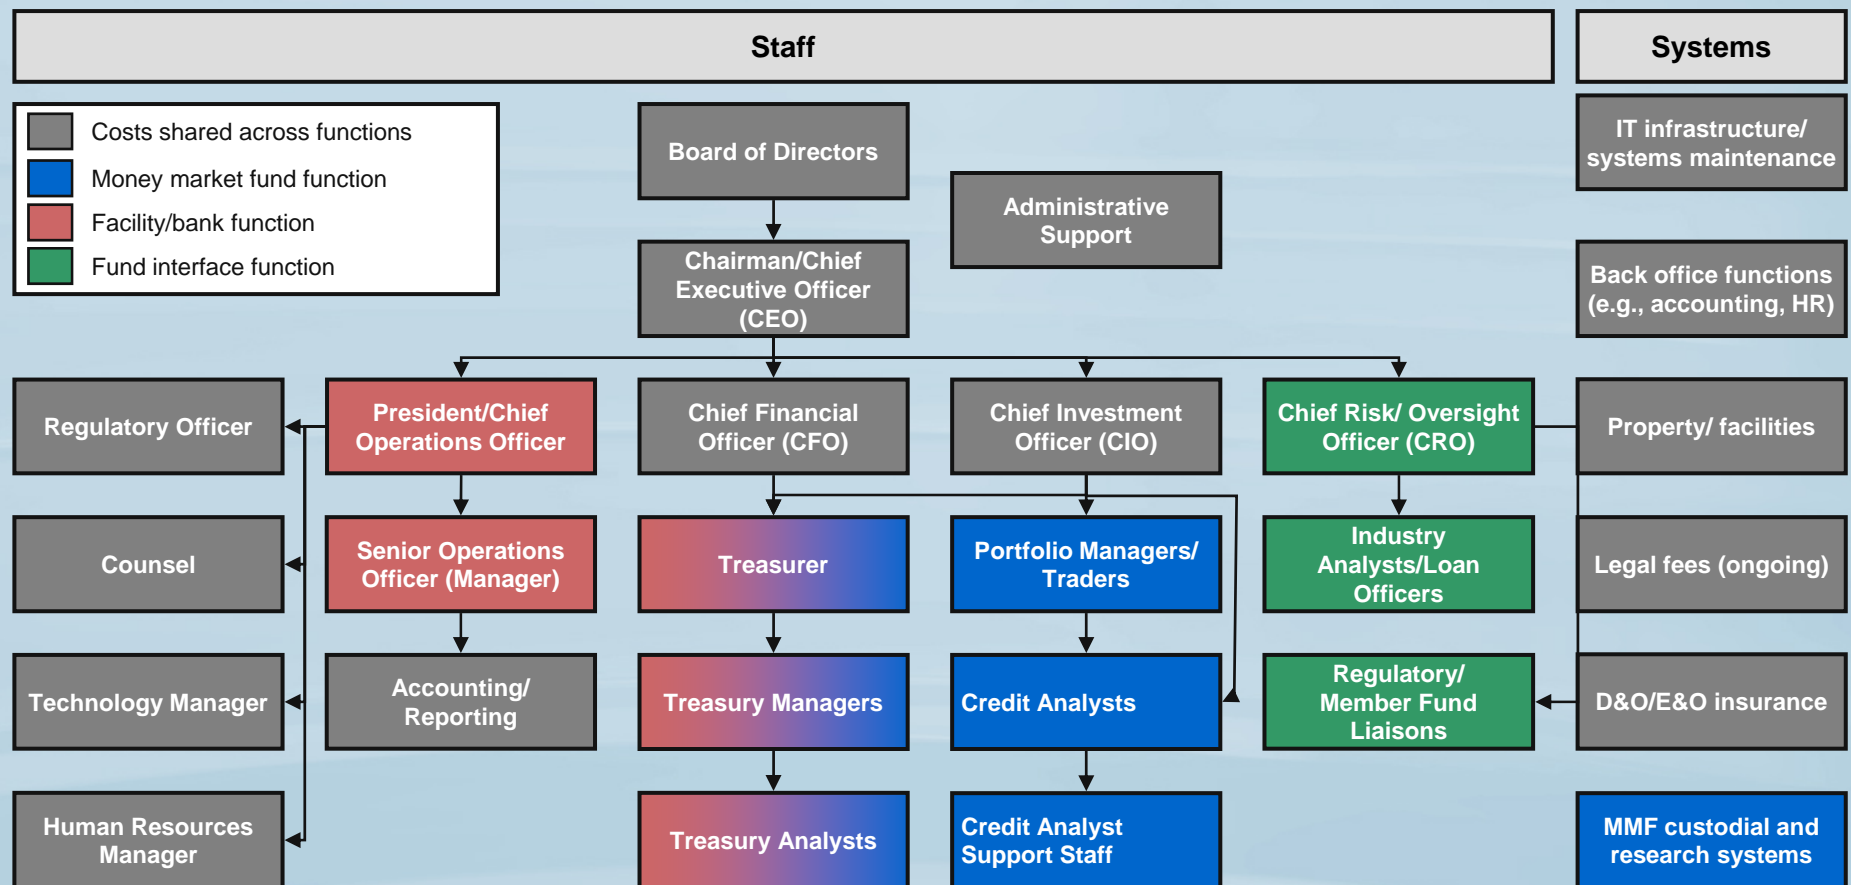 Staff
Systems
Costs shared across functions
Money market fund function
Facility/bank function
Fund interface function
Board of Directors
Administrative
Support
IT infrastructure/
systems maintenance
Chairman/Chief
Executive Officer
(CEO)
Back office functions
(e.g., accounting, HR)
Regulatory Officer
President/Chief
Operations Officer
Chief Financial
Officer (CFO)
Chief Investment
Officer (CIO)
Chief Risk/ Oversight
Officer (CRO)
Property/ facilities
Counsel
Senior Operations
Officer (Manager)
Treasurer
Portfolio Managers/
Traders
Industry
Analysts/Loan
Officers
Legal fees (ongoing)
Technology Manager
Accounting/
Reporting
Treasury Managers
Credit Analysts
Regulatory/
Member Fund
Liaisons
D&O/E&O insurance
Human Resources
Manager
Treasury Analysts
Credit Analyst
Support Staff
MMF custodial and
research systems